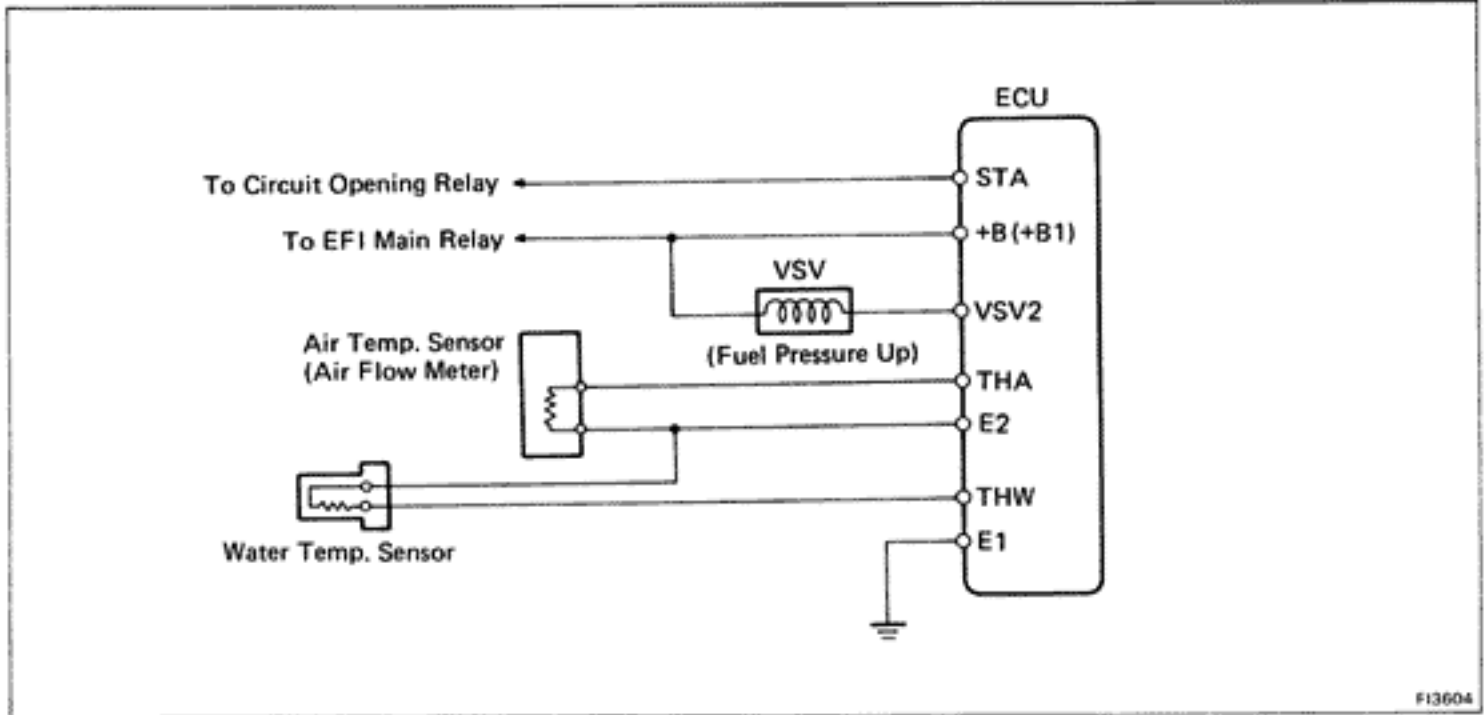 ECU
To Circuit Opening Relay
STA
To EFI Main Relay
+B (+B1)
VSV
VSV2
(Fuel Pressure Up)
Air Temp. Sensor
(Air Flow Meter)
THA
E2
THW
Water Temp. Sensor
E1
FI3604